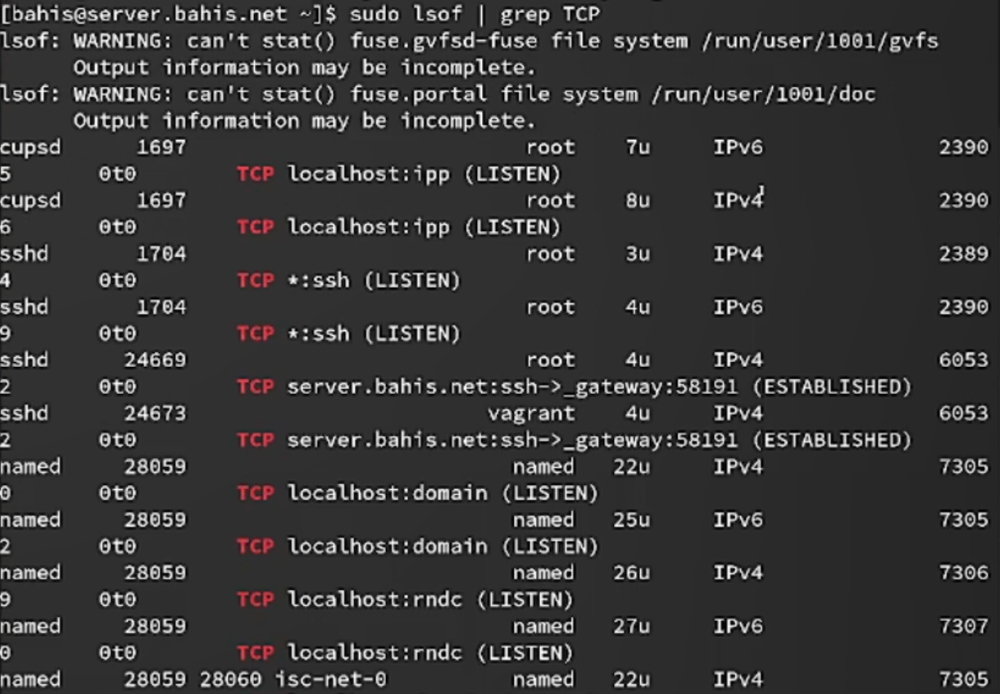 [bahis@server.bahis.net ~]$ sudo lsof | grep TCP
lsof: WARNING: can't stat() fuse.gvfsd-fuse file system /run/user/1001/gvfs
      Output information may be incomplete.
lsof: WARNING: can't stat() fuse.portal file system /run/user/1001/doc
      Output information may be incomplete.
cupsd      1697                           root    7u     IPv6              2390
5       0t0        TCP localhost:ipp (LISTEN)
cupsd      1697                           root    8u     IPv4              2390
6       0t0        TCP localhost:ipp (LISTEN)
sshd       1704                           root    3u     IPv4              2389
4       0t0        TCP *:ssh (LISTEN)
sshd       1704                           root    4u     IPv6              2390
9       0t0        TCP *:ssh (LISTEN)
sshd      24669                           root    4u     IPv4              6053
2       0t0        TCP server.bahis.net:ssh->_gateway:58191 (ESTABLISHED)
sshd      24673                        vagrant    4u     IPv4              6053
2       0t0        TCP server.bahis.net:ssh->_gateway:58191 (ESTABLISHED)
named     28059                          named   22u     IPv4              7305
0       0t0        TCP localhost:domain (LISTEN)
named     28059                          named   25u     IPv6              7305
2       0t0        TCP localhost:domain (LISTEN)
named     28059                          named   26u     IPv4              7306
9       0t0        TCP localhost:rndc (LISTEN)
named     28059                          named   27u     IPv6              7307
0       0t0        TCP localhost:rndc (LISTEN)
named     28059 28060 isc-net-0          named   22u     IPv4              7305